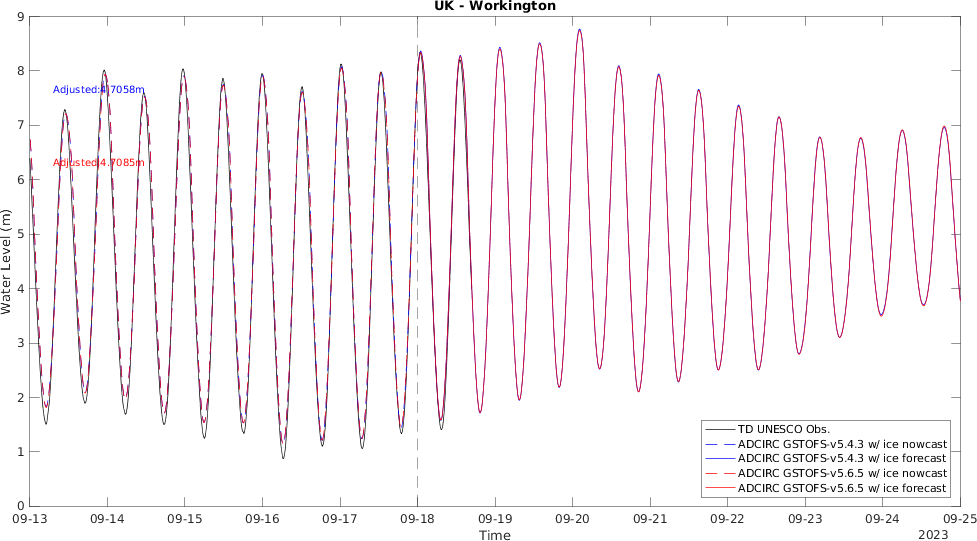 UK - Workington
9
8
7
6
5
4
3
2
1
0
Water Level (m)
Adjusted:4.7058m
Adjusted:4.7085m
TD UNESCO Obs.
ADCIRC GSTOFS-v5.4.3 w/ ice nowcast
ADCIRC GSTOFS-v5.4.3 w/ ice forecast
ADCIRC GSTOFS-v5.6.5 w/ ice nowcast
ADCIRC GSTOFS-v5.6.5 w/ ice forecast
09-13 09-14 09-15 09-16 09-17 09-18 09-19 09-20 09-21 09-22 09-23 09-24 09-25
Time
2023